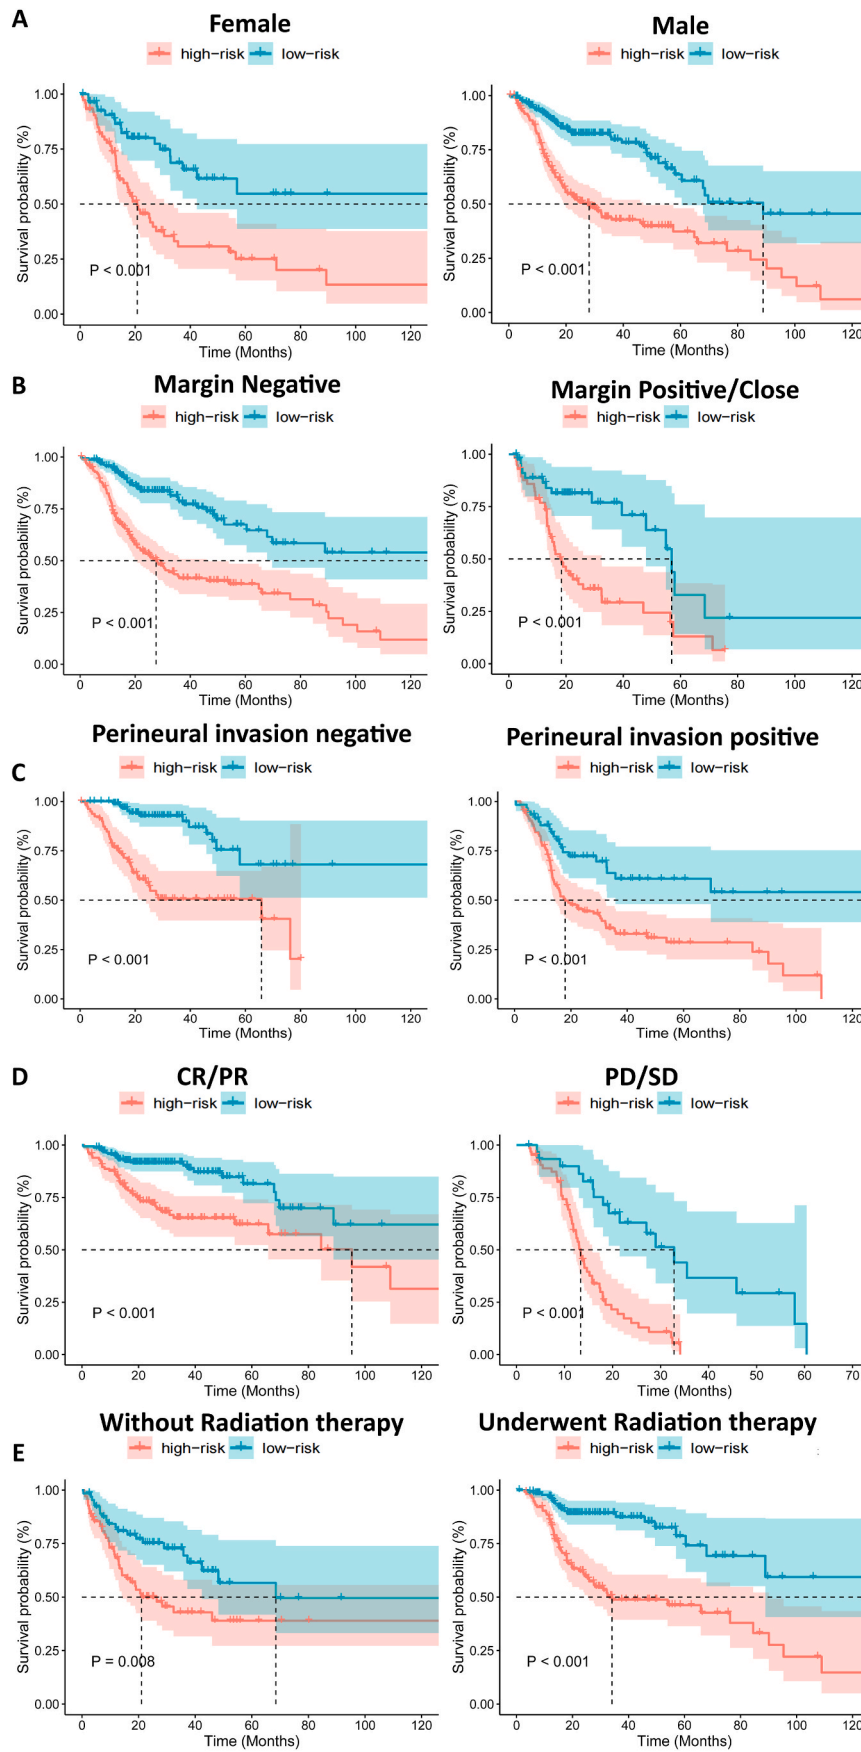 A
Female
Male
high-risk low-risk
high-risk low-risk
Survival probability (%)
1.00
0.75
0.50
0.25
0.00
P < 0.001
0 20 40 60 80 100 120
Time (Months)
Survival probability (%)
1.00
0.75
0.50
0.25
0.00
P < 0.001
0 20 40 60 80 100 120
Time (Months)
B
Margin Negative
Margin Positive/Close
high-risk low-risk
high-risk low-risk
Survival probability (%)
1.00
0.75
0.50
0.25
0.00
P < 0.001
0 20 40 60 80 100 120
Time (Months)
Survival probability (%)
1.00
0.75
0.50
0.25
0.00
P < 0.001
0 20 40 60 80 100 120
Time (Months)
C
Perineural invasion negative
Perineural invasion positive
high-risk low-risk
high-risk low-risk
Survival probability (%)
1.00
0.75
0.50
0.25
0.00
P < 0.001
0 20 40 60 80 100 120
Time (Months)
Survival probability (%)
1.00
0.75
0.50
0.25
0.00
P < 0.001
0 20 40 60 80 100 120
Time (Months)
D
CR/PR
PD/SD
high-risk low-risk
high-risk low-risk
Survival probability (%)
1.00
0.75
0.50
0.25
0.00
P < 0.001
0 20 40 60 80 100 120
Time (Months)
Survival probability (%)
1.00
0.75
0.50
0.25
0.00
P < 0.001
0 10 20 30 40 50 60 70
Time (Months)
E
Without Radiation therapy
Underwent Radiation therapy
high-risk low-risk
high-risk low-risk
Survival probability (%)
1.00
0.75
0.50
0.25
0.00
P = 0.008
0 20 40 60 80 100 120
Time (Months)
Survival probability (%)
1.00
0.75
0.50
0.25
0.00
P < 0.001
0 20 40 60 80 100 120
Time (Months)